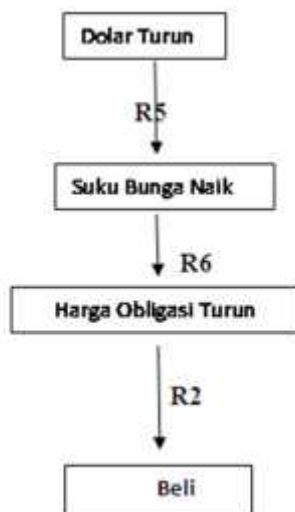 Dolar Turun
R5
Suku Bunga Naik
R6
Harga Obligasi Turun
R2
Beli